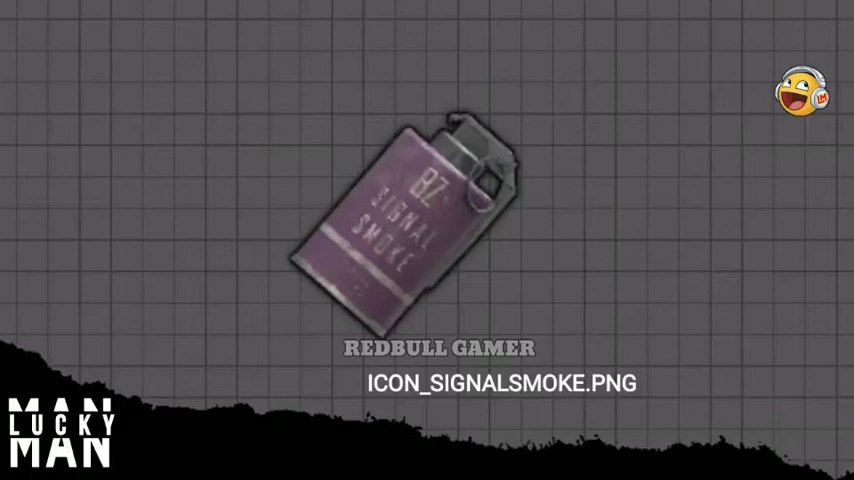 BZ
SIGNAL
SMOKE
REDBULL GAMER
ICON_SIGNALSMOKE.PNG
MAN
LUCKY
MAN